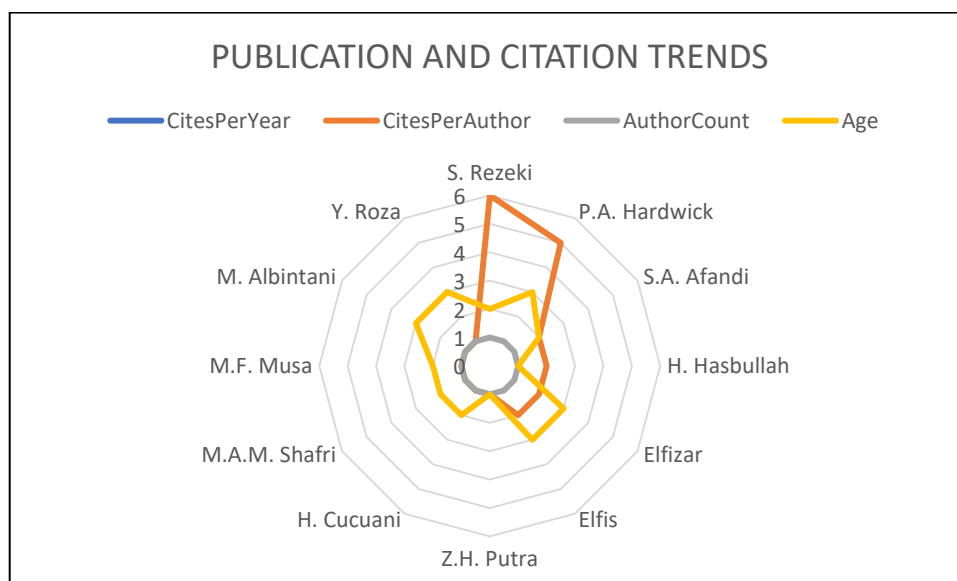 PUBLICATION AND CITATION TRENDS
CitesPerYear CitesPerAuthor AuthorCount Age
S. Rezeki
P.A. Hardwick
S.A. Afandi
H. Hasbullah
Elfizar
Elfis
Z.H. Putra
H. Cucuani
M.A.M. Shafri
M.F. Musa
M. Albintani
Y. Roza
6
5
4
3
2
1
0